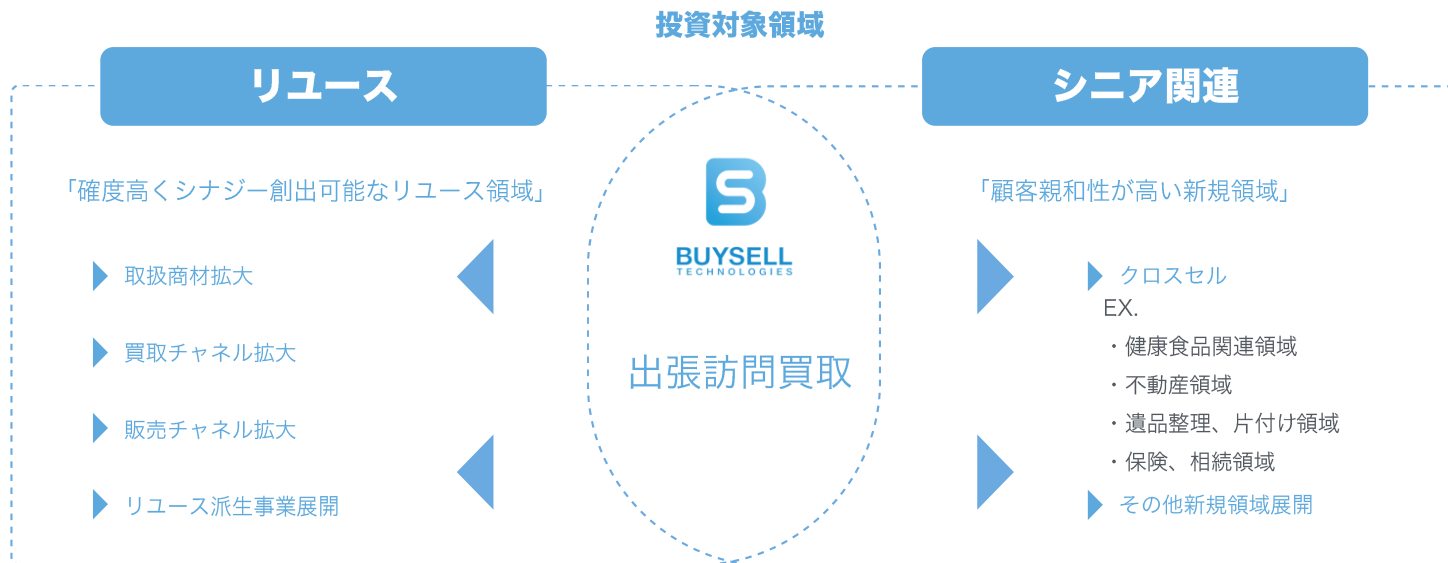 投資対象領域
リユース
「確度高くシナジー創出可能なリユース領域」
取扱商材拡大
買取チャネル拡大
販売チャネル拡大
リユース派生事業展開
BS
BUYSELL
TECHNOLOGIES
出張訪問買取
シニア関連
「顧客親和性が高い新規領域」
クロスセル
EX.
・健康食品関連領域
・不動産領域
・遺品整理、片付け領域
・保険、相続領域
その他新規領域展開